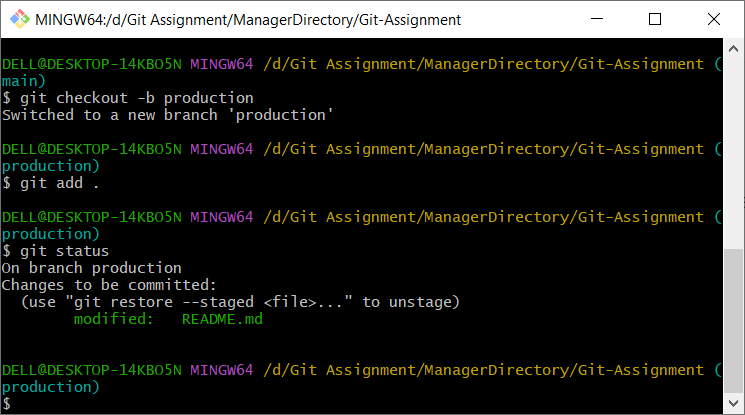 MINGW64:/d/Git Assignment/ManagerDirectory/Git-Assignment
DELL@DESKTOP-14KBO5N MINGW64 /d/Git Assignment/ManagerDirectory/Git-Assignment (
main)
$ git checkout -b production
Switched to a new branch 'production'
DELL@DESKTOP-14KBO5N MINGW64 /d/Git Assignment/ManagerDirectory/Git-Assignment (
production)
$ git add .
DELL@DESKTOP-14KBO5N MINGW64 /d/Git Assignment/ManagerDirectory/Git-Assignment (
production)
$ git status
On branch production
Changes to be committed:
  (use "git restore --staged <file>..." to unstage)
        modified:   README.md
DELL@DESKTOP-14KBO5N MINGW64 /d/Git Assignment/ManagerDirectory/Git-Assignment (
production)
$